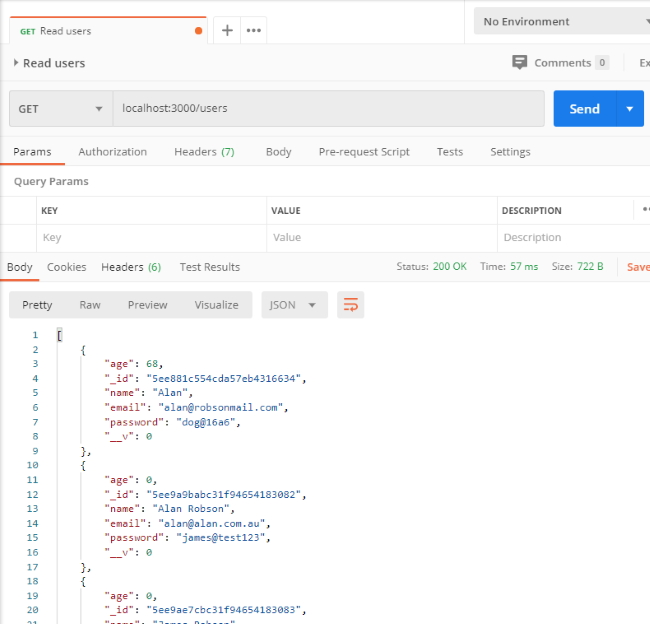 GET Read users + ••• No Environment
Read users Comments 0 Ex
GET localhost:3000/users Send
Params Authorization Headers (7) Body Pre-request Script Tests Settings
Query Params
KEY VALUE DESCRIPTION
Key Value Description
Body Cookies Headers (6) Test Results Status: 200 OK Time: 57 ms Size: 722 B Save
Pretty Raw Preview Visualize JSON
1 [
2 {
3 "age": 68,
4 "_id": "5ee881c554cda57eb4316634",
5 "name": "Alan",
6 "email": "alan@robsonmail.com",
7 "password": "dog@16a6",
8 "__v": 0
9 },
10 {
11 "age": 0,
12 "_id": "5ee9a9babc31f94654183082",
13 "name": "Alan Robson",
14 "email": "alan@alan.com.au",
15 "password": "james@test123",
16 "__v": 0
17 },
18 {
19 "age": 0,
20 "_id": "5ee9ae7cbc31f94654183083",